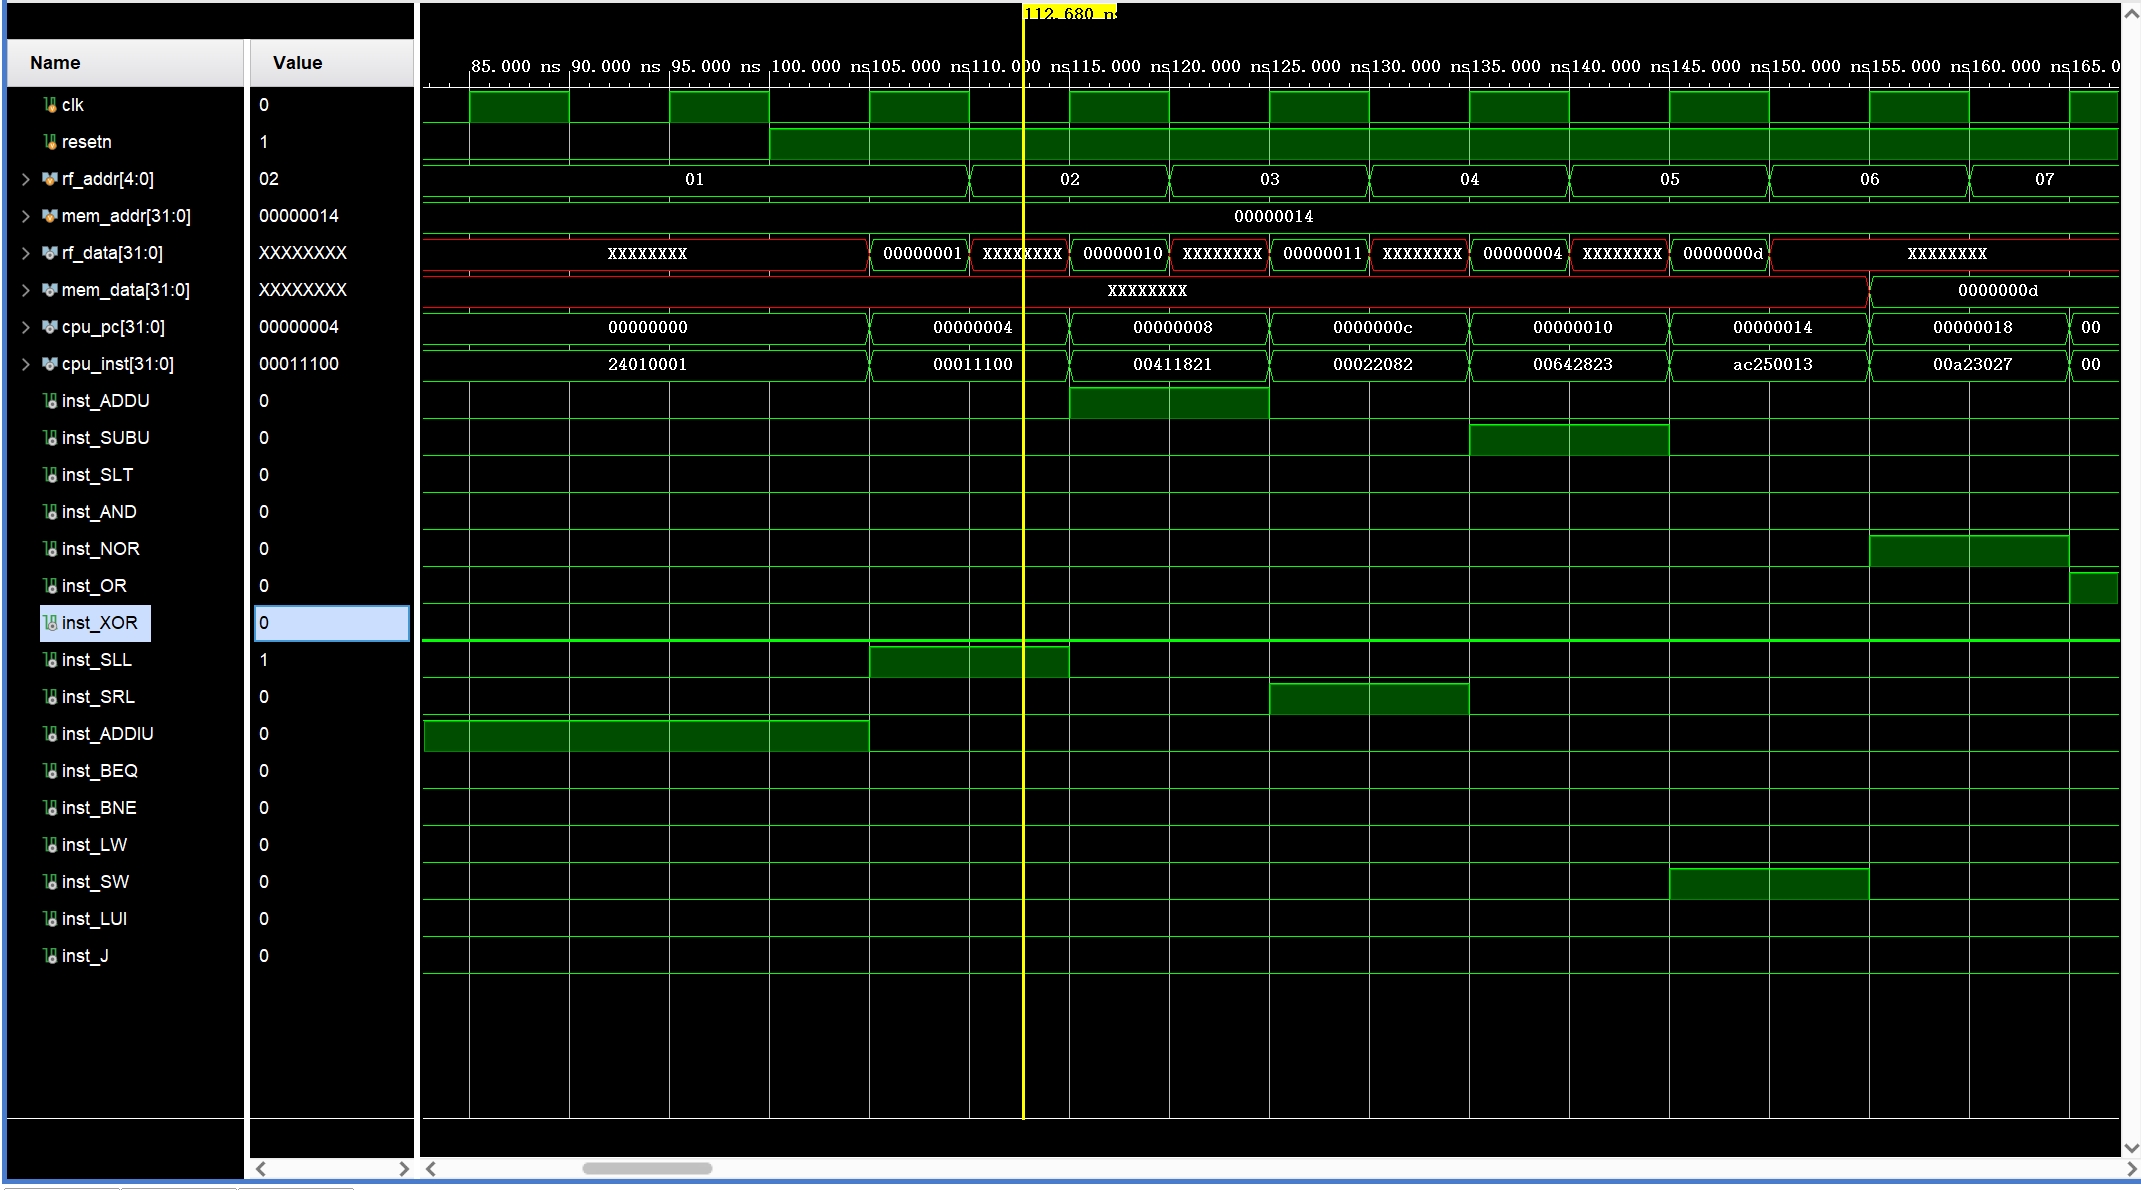 112.680 ns
Name Value
85.000 ns 90.000 ns 95.000 ns 100.000 ns 105.000 ns 110.000 ns 115.000 ns 120.000 ns 125.000 ns 130.000 ns 135.000 ns 140.000 ns 145.000 ns 150.000 ns 155.000 ns 160.000 ns 165.0
clk 0
resetn 1
rf_addr[4:0] 02 01 02 03 04 05 06 07
mem_addr[31:0] 00000014 00000014
rf_data[31:0] XXXXXXXX XXXXXXXX 00000001 XXXXXXXX 00000010 XXXXXXXX 00000011 XXXXXXXX 00000004 XXXXXXXX 0000000d XXXXXXXX
mem_data[31:0] XXXXXXXX XXXXXXXX 0000000d
cpu_pc[31:0] 00000004 00000000 00000004 00000008 0000000c 00000010 00000014 00000018 00
cpu_inst[31:0] 00011100 24010001 00011100 00411821 00022082 00642823 ac250013 00a23027 00
inst_ADDU 0
inst_SUBU 0
inst_SLT 0
inst_AND 0
inst_NOR 0
inst_OR 0
inst_XOR 0
inst_SLL 1
inst_SRL 0
inst_ADDIU 0
inst_BEQ 0
inst_BNE 0
inst_LW 0
inst_SW 0
inst_LUI 0
inst_J 0